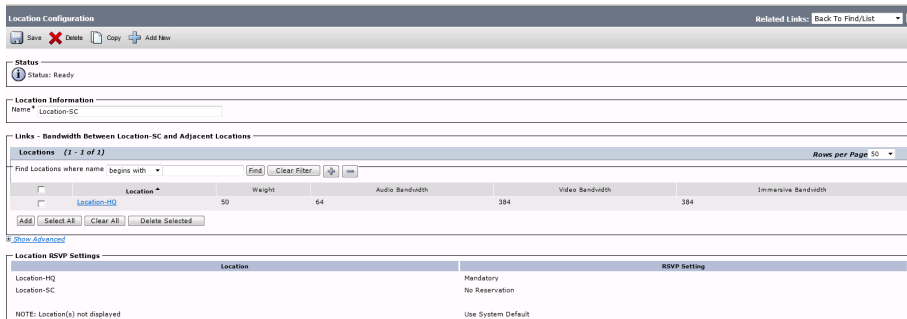 Location Configuration
Related Links: Back To Find/List
Save Delete Copy Add New
Status
Status: Ready
Location Information
Name* Location-SC
Links - Bandwidth Between Location-SC and Adjacent Locations
Locations (1 - 1 of 1)
Rows per Page 50
Find Locations where name begins with Find Clear Filter
Location Weight Audio Bandwidth Video Bandwidth Immersive Bandwidth
Location-HQ 50 64 384 384
Add Select All Clear All Delete Selected
Show Advanced
Location RSVP Settings
Location RSVP Setting
Location-HQ Mandatory
Location-SC No Reservation
NOTE: Location(s) not displayed Use System Default